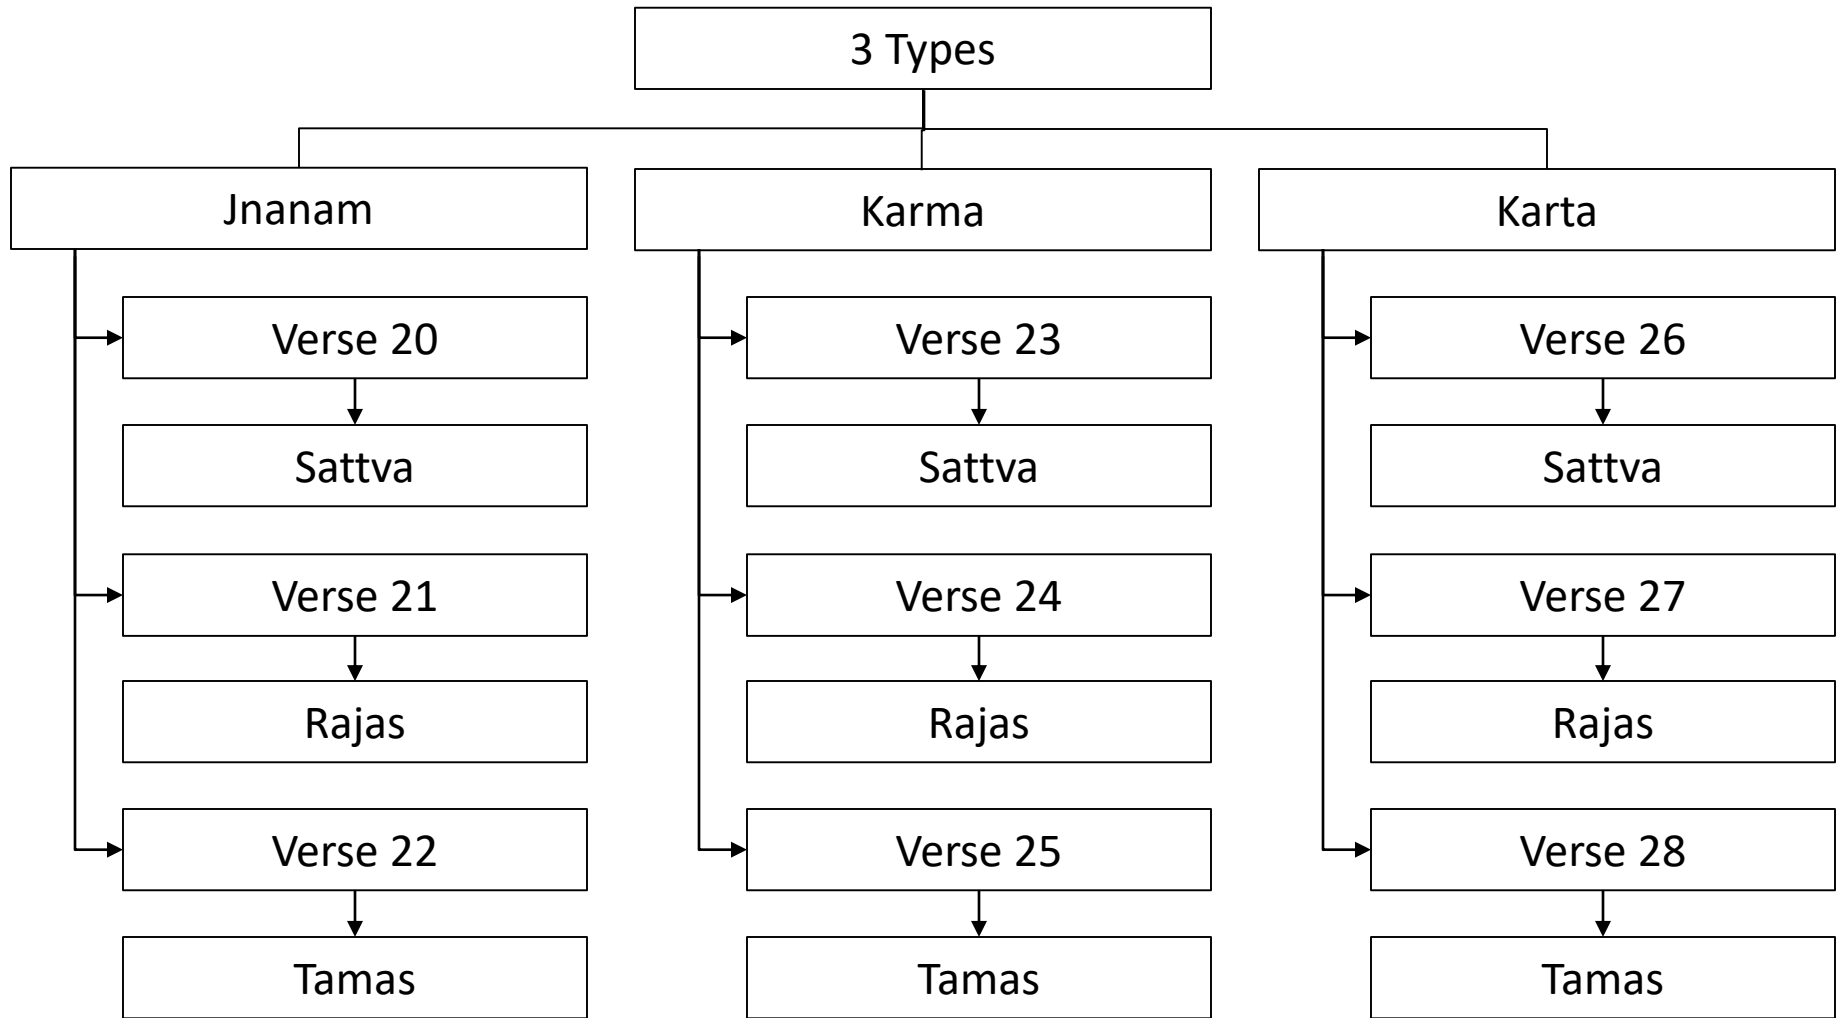 3 Types
Jnanam
Karma
Karta
Verse 20
Verse 23
Verse 26
Sattva
Sattva
Sattva
Verse 21
Verse 24
Verse 27
Rajas
Rajas
Rajas
Verse 22
Verse 25
Verse 28
Tamas
Tamas
Tamas